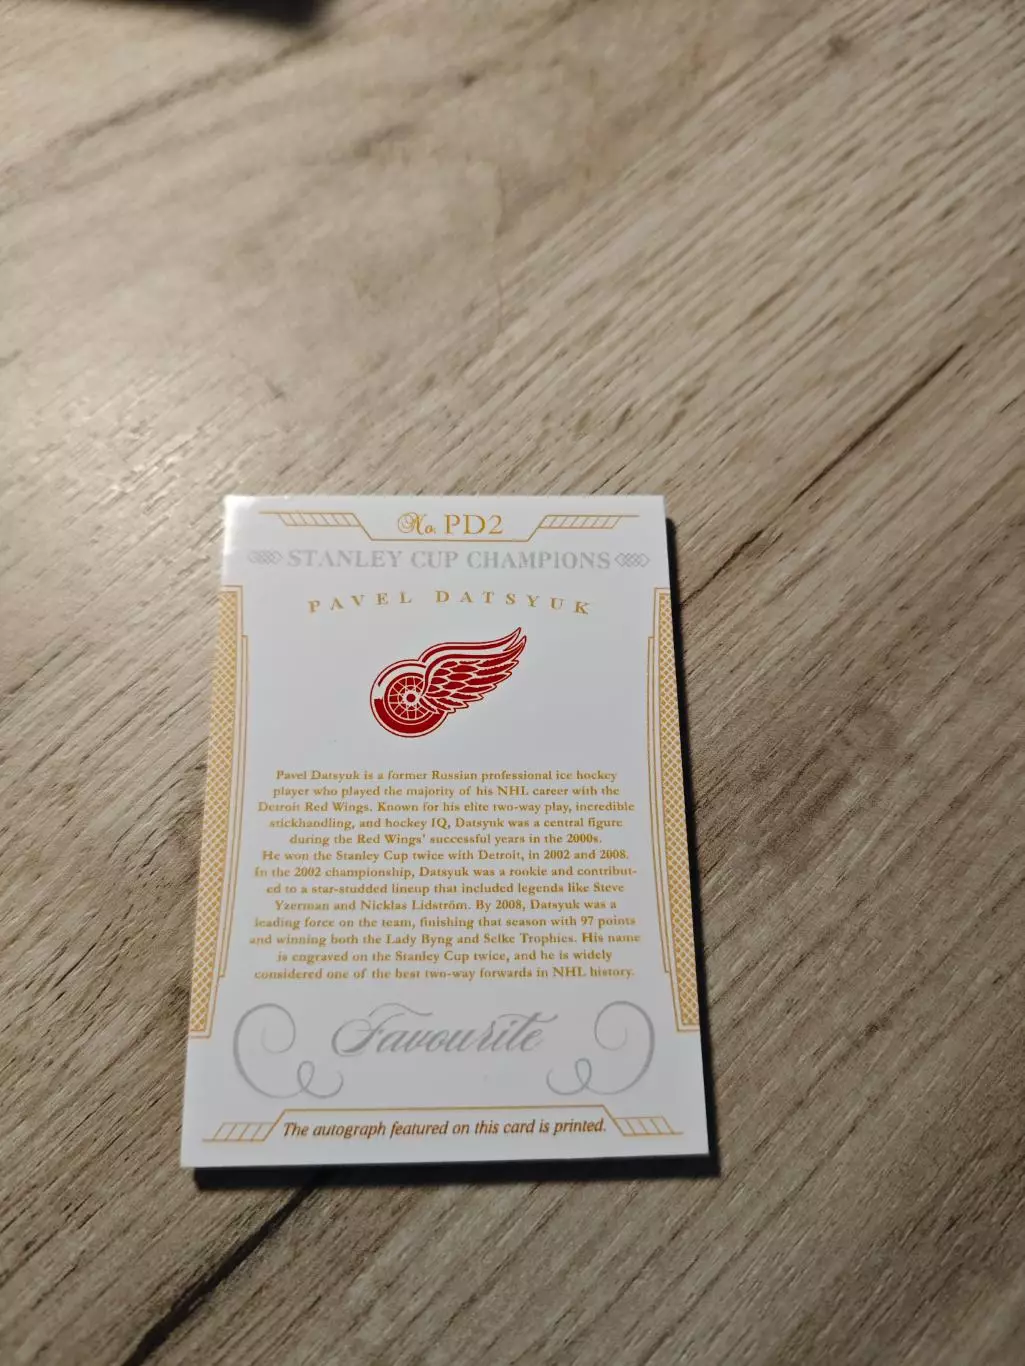 No. PD2
STANLEY CUP CHAMPIONS
PAVEL DATSYUK
Pavel Datsyuk is a former Russian professional ice hockey
player who played the majority of his NHL career with the
Detroit Red Wings. Known for his elite two-way play, incredible
stickhandling, and hockey IQ, Datsyuk was a central figure
during the Red Wings' successful years in the 2000s.
He won the Stanley Cup twice with Detroit, in 2002 and 2008.
In the 2002 championship, Datsyuk was a rookie and contribut-
ed to a star-studded lineup that included legends like Steve
Yzerman and Nicklas Lidström. By 2008, Datsyuk was a
leading force on the team, finishing that season with 97 points
and winning both the Lady Byng and Selke Trophies. His name
is engraved on the Stanley Cup twice, and he is widely
considered one of the best two-way forwards in NHL history.
Favourite
The autograph featured on this card is printed.